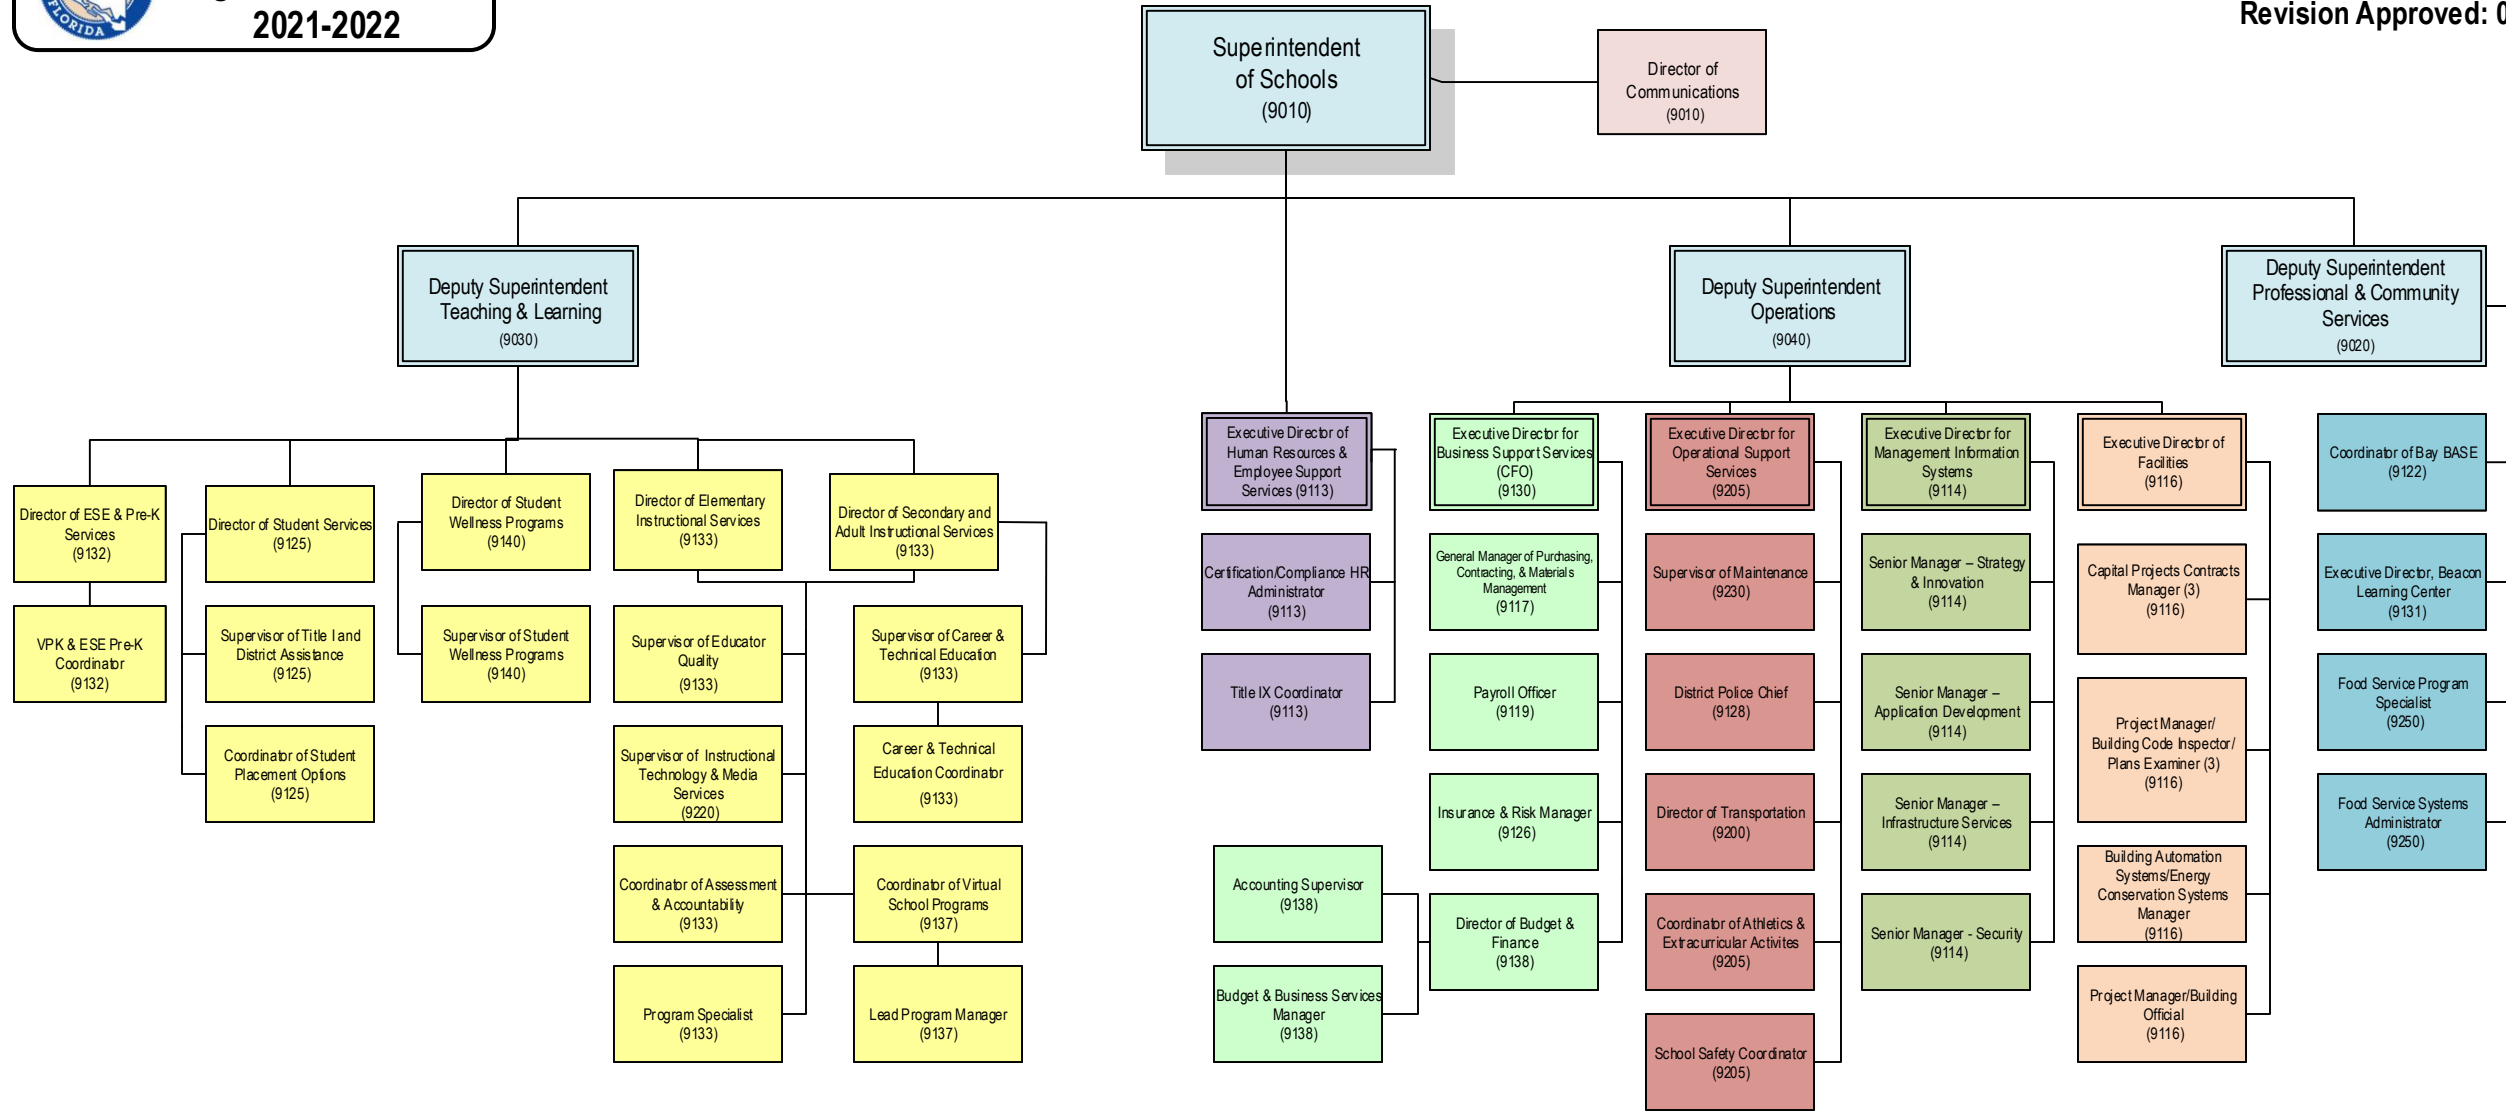 FLORIDA
2021-2022
Revision Approved: 0
Superintendent
of Schools
(9010)
Director of
Communications
(9010)
Deputy Superintendent
Teaching & Learning
(9030)
Deputy Superintendent
Operations
(9040)
Deputy Superintendent
Professional & Community
Services
(9020)
Director of ESE & Pre-K
Services
(9132)
VPK & ESE Pre-K
Coordinator
(9132)
Director of Student Services
(9125)
Supervisor of Title I and
District Assistance
(9125)
Coordinator of Student
Placement Options
(9125)
Director of Student
Wellness Programs
(9140)
Supervisor of Student
Wellness Programs
(9140)
Director of Elementary
Instructional Services
(9133)
Director of Secondary and
Adult Instructional Services
(9133)
Supervisor of Educator
Quality
(9133)
Supervisor of Instructional
Technology & Media
Services
(9220)
Coordinator of Assessment
& Accountability
(9133)
Program Specialist
(9133)
Supervisor of Career &
Technical Education
(9133)
Career & Technical
Education Coordinator
(9133)
Coordinator of Virtual
School Programs
(9137)
Lead Program Manager
(9137)
Executive Director of
Human Resources &
Employee Support
Services (9113)
Certification/Compliance HR
Administrator
(9113)
Title IX Coordinator
(9113)
Executive Director for
Business Support Services
(CFO)
(9130)
General Manager of Purchasing,
Contracting, & Materials
Management
(9117)
Payroll Officer
(9119)
Insurance & Risk Manager
(9126)
Director of Budget &
Finance
(9138)
Accounting Supervisor
(9138)
Budget & Business Services
Manager
(9138)
Executive Director for
Operational Support
Services
(9205)
Supervisor of Maintenance
(9230)
District Police Chief
(9128)
Director of Transportation
(9200)
Coordinator of Athletics &
Extracurricular Activites
(9205)
School Safety Coordinator
(9205)
Executive Director for
Management Information
Systems
(9114)
Senior Manager – Strategy
& Innovation
(9114)
Senior Manager –
Application Development
(9114)
Senior Manager –
Infrastructure Services
(9114)
Senior Manager - Security
(9114)
Executive Director of
Facilities
(9116)
Capital Projects Contracts
Manager (3)
(9116)
Project Manager/
Building Code Inspector/
Plans Examiner (3)
(9116)
Building Automation
Systems/Energy
Conservation Systems
Manager
(9116)
Project Manager/Building
Official
(9116)
Coordinator of Bay BASE
(9122)
Executive Director, Beacon
Learning Center
(9131)
Food Service Program
Specialist
(9250)
Food Service Systems
Administrator
(9250)